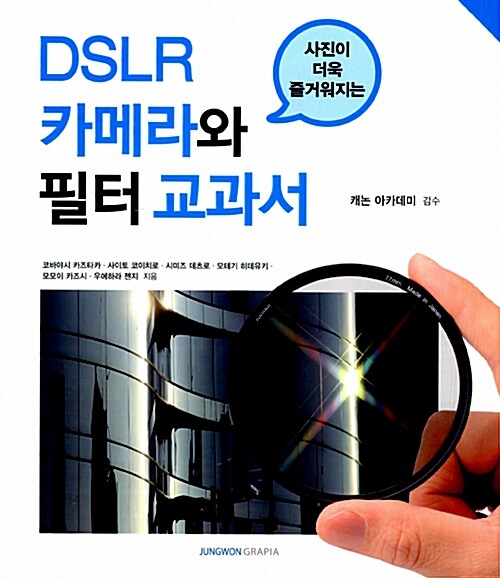 사진이
더욱
즐거워지는
DSLR
카메라와
필터 교과서
캐논 아카데미 감수
코바야시 카즈타카 · 사이토 코이치로 · 시미즈 데츠로 · 모테기 히데유키 ·
모모이 카즈시 · 우에하라 젠지 지음
77mm Made in Japan
JUNGWON GRAPIA